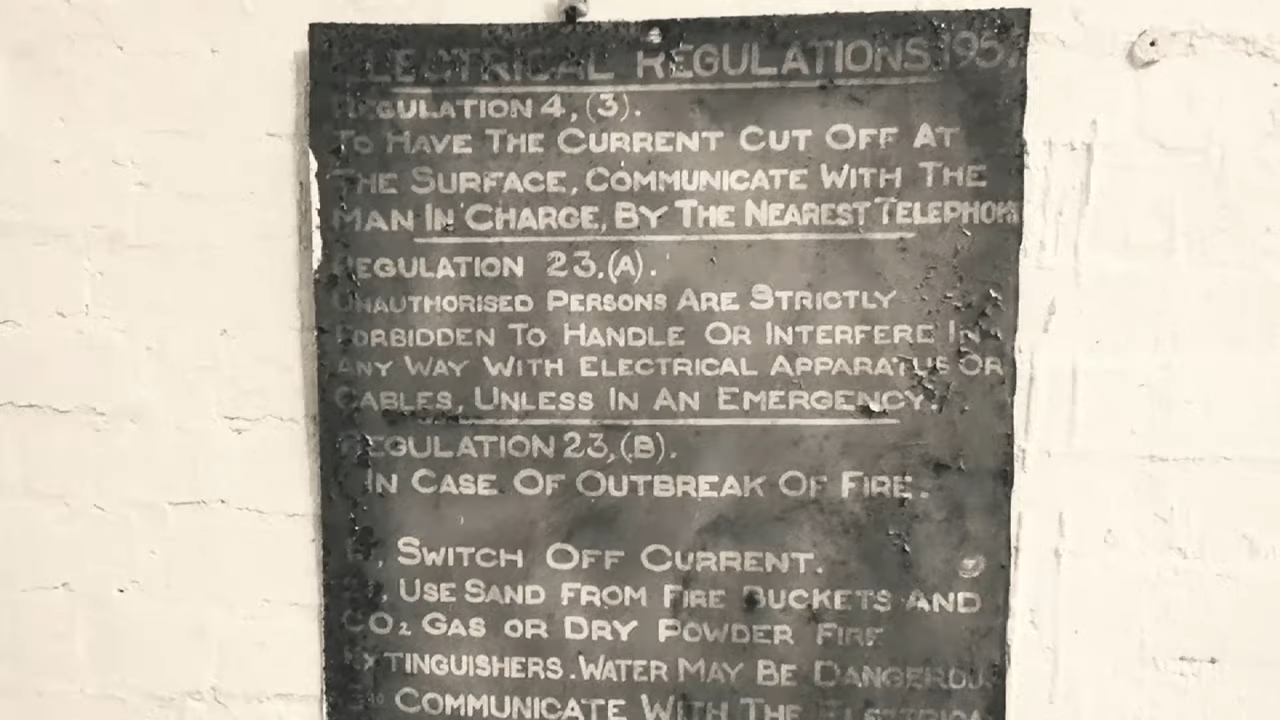 ELECTRICAL REGULATIONS 195
REGULATION 4, (3).
TO HAVE THE CURRENT CUT OFF AT
THE SURFACE, COMMUNICATE WITH THE
MAN IN CHARGE, BY THE NEAREST TELEPHONE
REGULATION 23,(A).
UNAUTHORISED PERSONS ARE STRICTLY
FORBIDDEN TO HANDLE OR INTERFERE IN
ANY WAY WITH ELECTRICAL APPARATUS OR
CABLES, UNLESS IN AN EMERGENCY.
REGULATION 23,(B).
IN CASE OF OUTBREAK OF FIRE.
SWITCH OFF CURRENT.
USE SAND FROM FIRE BUCKETS AND
CO₂ GAS OR DRY POWDER FIRE
EXTINGUISHERS. WATER MAY BE DANGEROUS
COMMUNICATE WITH THE ELECTRICAL